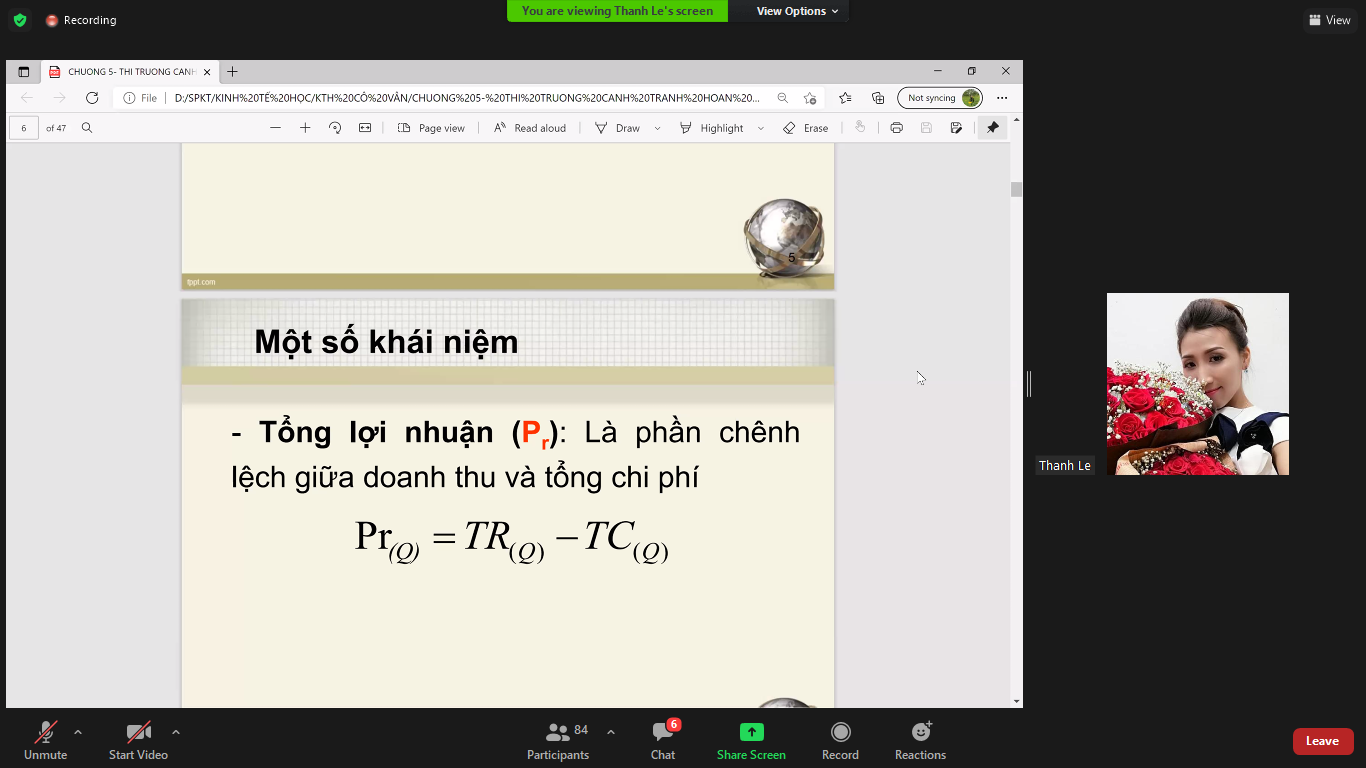 Recording
You are viewing Thanh Le's screen
View Options
View
CHUONG 5- THI TRUONG CANH
File
D:/SPKT/KINH%20TẾ%20HỌC/KTH%20CÔ%20VÂN/CHUONG%205-%20THI%20TRUONG%20CANH%20TRANH%20HOAN%20...
Not syncing
6 of 47
Page view
Read aloud
Draw
Highlight
Erase
5
fppt.com
Một số khái niệm
- Tổng lợi nhuận (Pr): Là phần chênh
lệch giữa doanh thu và tổng chi phí
Pr(Q) = TR(Q) − TC(Q)
Thanh Le
Unmute
Start Video
84
Participants
6
Chat
Share Screen
Record
Reactions
Leave